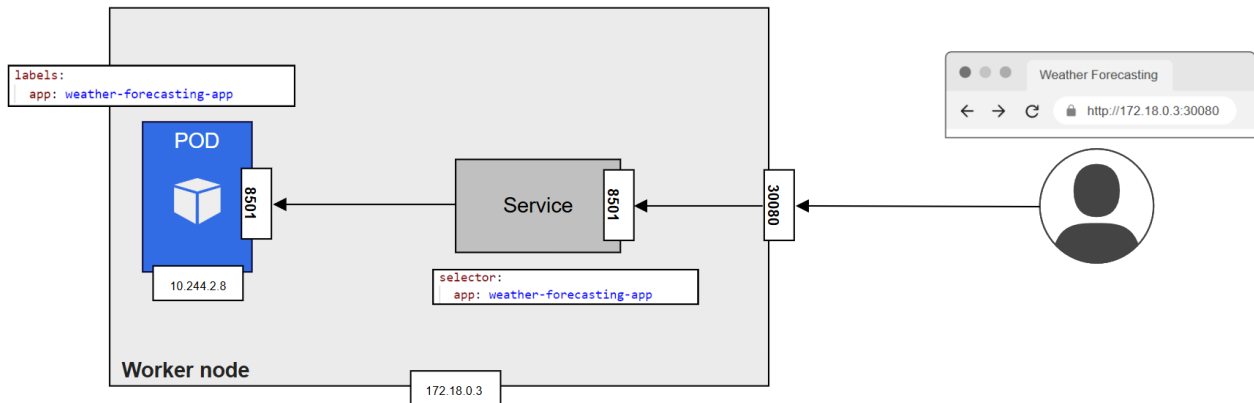 labels:
app: weather-forecasting-app
POD
8501
10.244.2.8
Service
8501
selector:
app: weather-forecasting-app
30080
Worker node
172.18.0.3
Weather Forecasting
http://172.18.0.3:30080